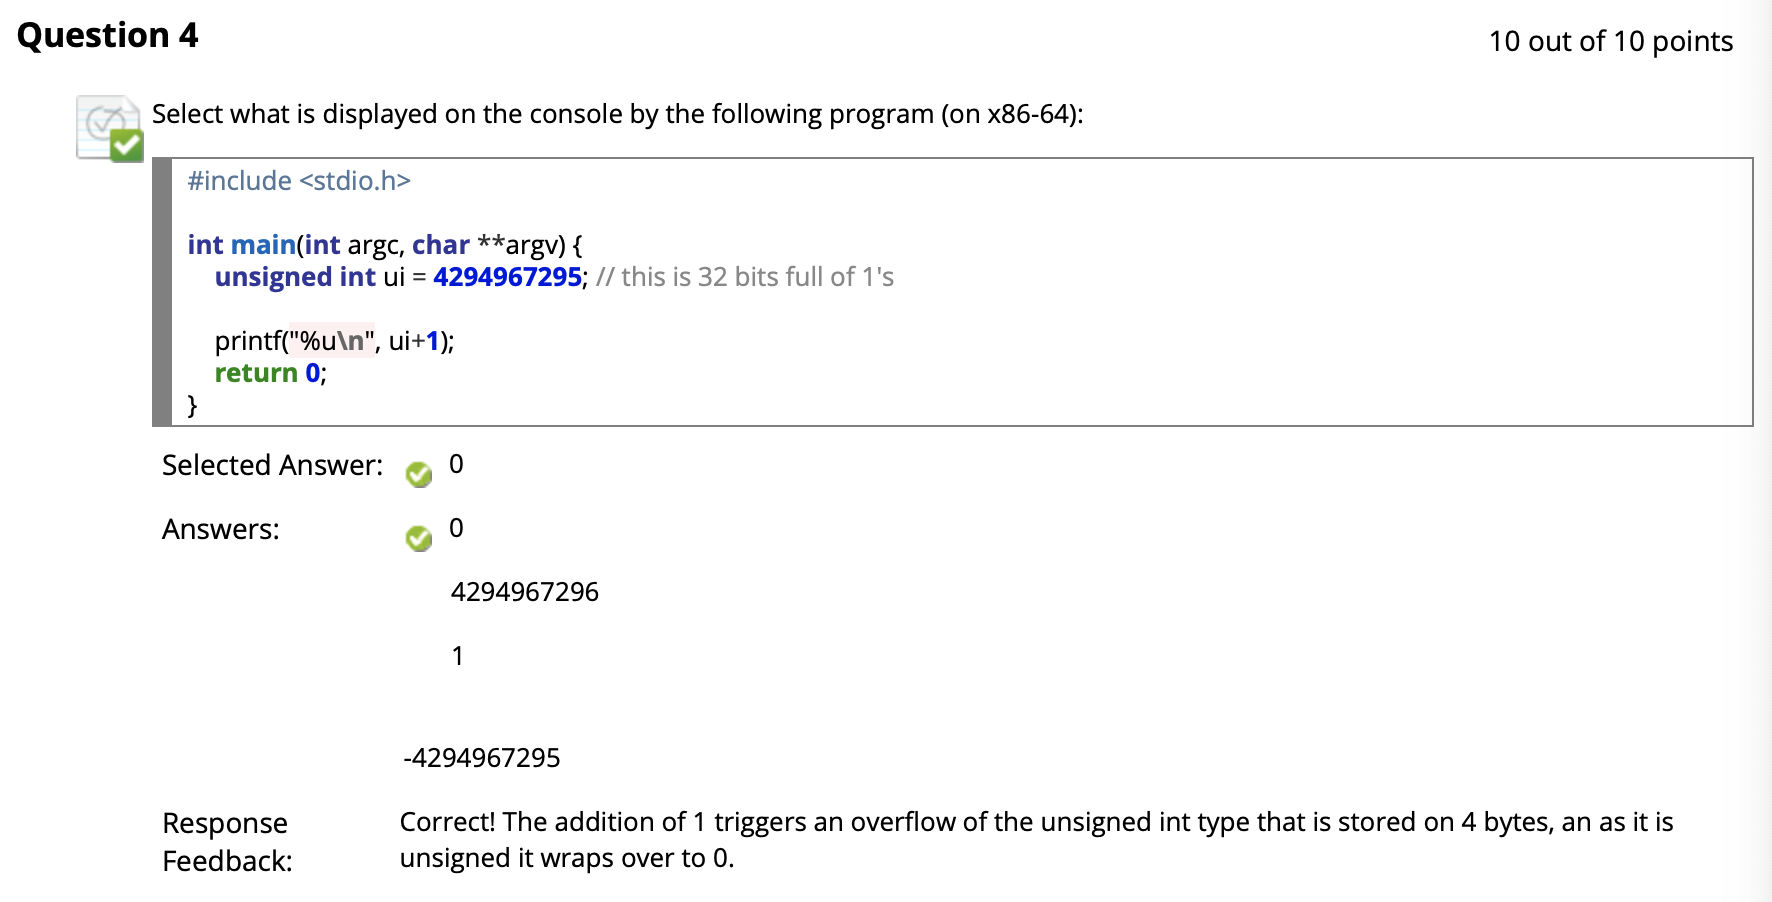 Question 4
10 out of 10 points
Select what is displayed on the console by the following program (on x86-64):
#include <stdio.h>
int main(int argc, char **argv) {
unsigned int ui = 4294967295; // this is 32 bits full of 1's
printf("%u\n", ui+1);
return 0;
}
Selected Answer: 0
Answers: 0
4294967296
1
-4294967295
Response Feedback:
Correct! The addition of 1 triggers an overflow of the unsigned int type that is stored on 4 bytes, an as it is
unsigned it wraps over to 0.